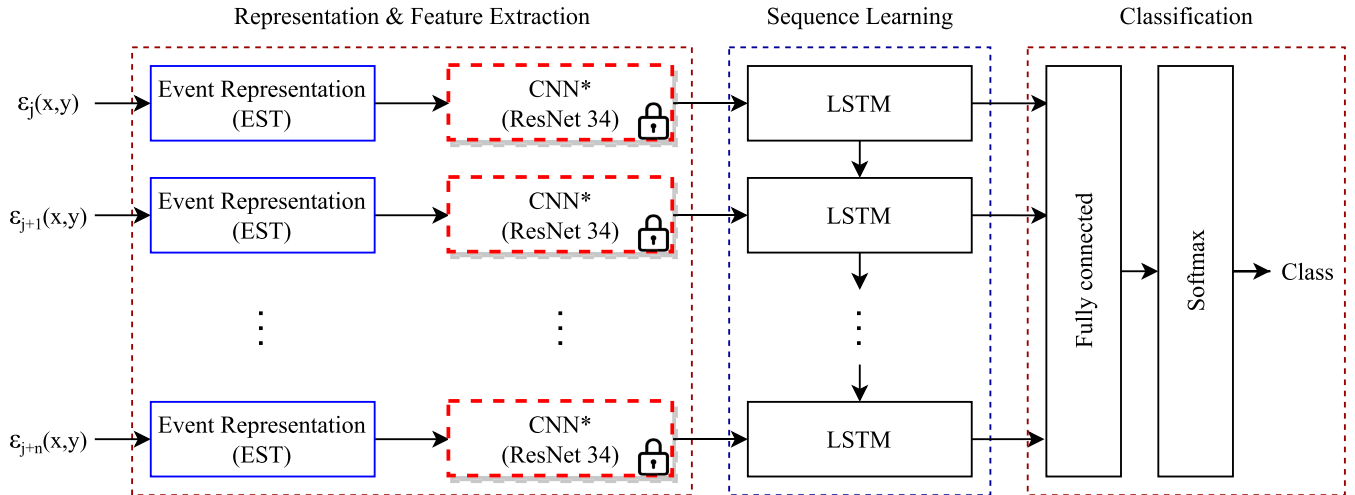 Representation & Feature Extraction
Sequence Learning
Classification
εj(x,y)
Event Representation
(EST)
CNN*
(ResNet 34)
LSTM
εj+1(x,y)
Event Representation
(EST)
CNN*
(ResNet 34)
LSTM
εj+n(x,y)
Event Representation
(EST)
CNN*
(ResNet 34)
LSTM
Fully connected
Softmax
Class